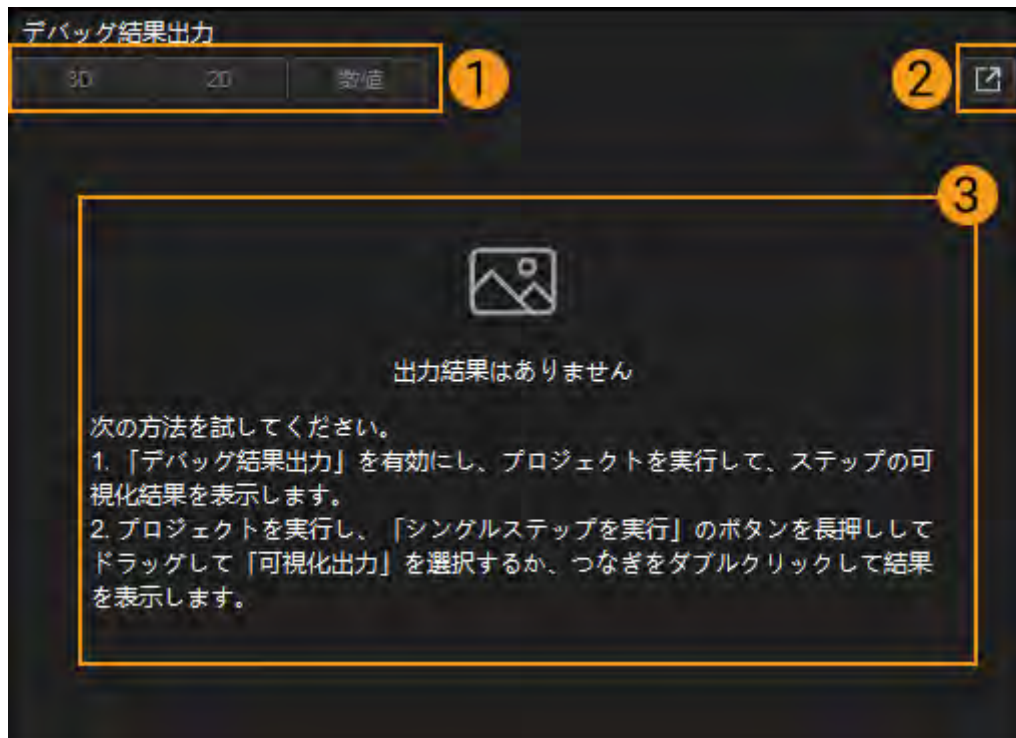 デバッグ結果出力
3D 2D 数値 1 2
3
出力結果はありません
次の方法を試してください。
1. 「デバッグ結果出力」を有効にし、プロジェクトを実行して、ステップの可
視化結果を表示します。
2. プロジェクトを実行し、「シングルステップを実行」のボタンを長押しして
ドラッグして「可視化出力」を選択するか、つなぎをダブルクリックして結果
を表示します。